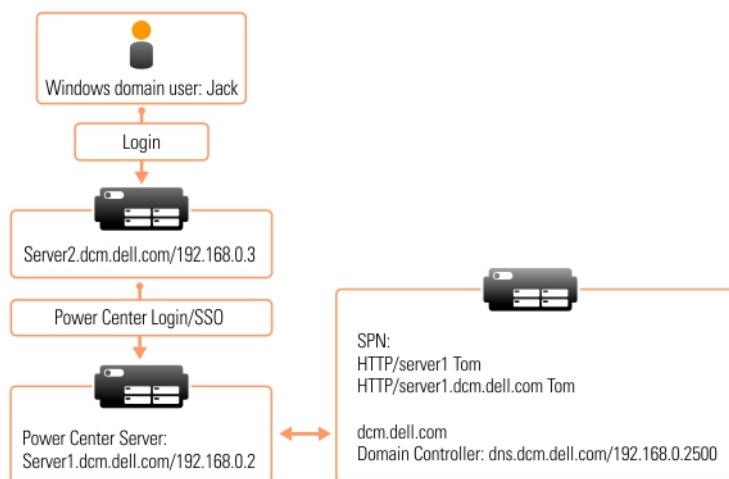 Windows domain user: Jack
Login
Server2.dcm.dell.com/192.168.0.3
Power Center Login/SSO
Power Center Server:
Server1.dcm.dell.com/192.168.0.2
SPN:
HTTP/server1 Tom
HTTP/server1.dcm.dell.com Tom
dcm.dell.com
Domain Controller: dns.dcm.dell.com/192.168.0.2500